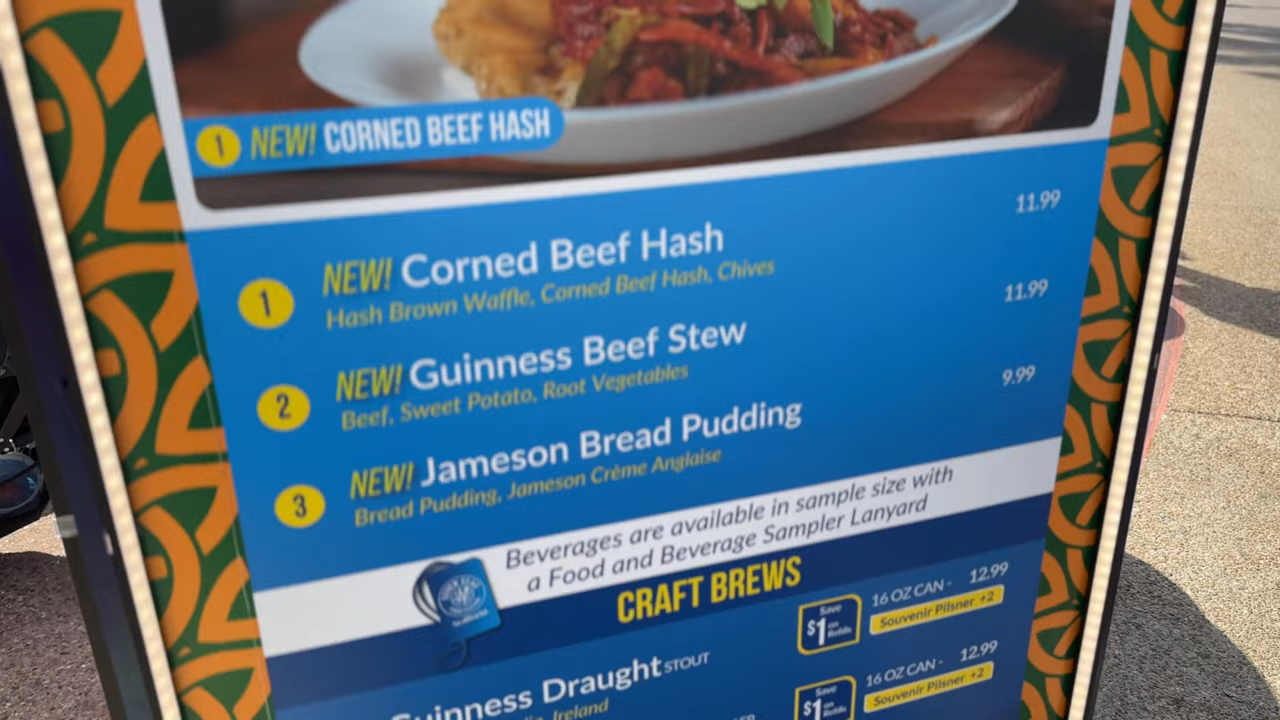 1 NEW! CORNED BEEF HASH
1 NEW! Corned Beef Hash 11.99
Hash Brown Waffle, Corned Beef Hash, Chives
2 NEW! Guinness Beef Stew 11.99
Beef, Sweet Potato, Root Vegetables
3 NEW! Jameson Bread Pudding 9.99
Bread Pudding, Jameson Crème Anglaise
Beverages are available in sample size with
a Food and Beverage Sampler Lanyard
CRAFT BREWS
Save $1 on Refills
16 OZ CAN - 12.99
Souvenir Pilsner +2
Guinness Draught STOUT
Ireland
Save $1 on Refills
16 OZ CAN - 12.99
Souvenir Pilsner +2